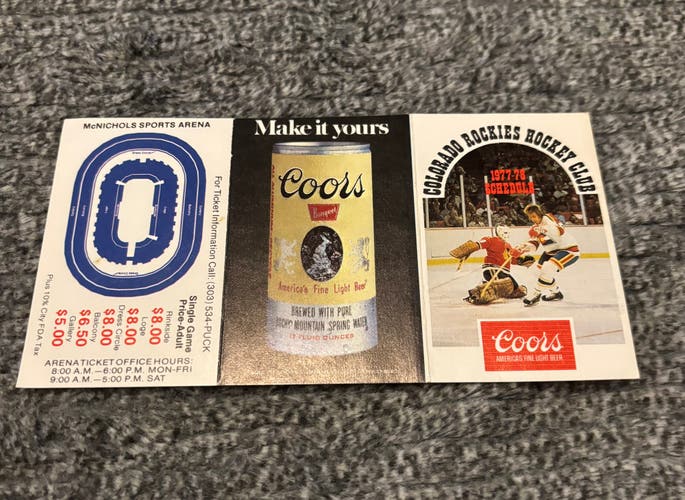 McNICHOLS SPORTS ARENA
For Ticket Information Call: (303) 534-PUCK
Single Game
Price-Adult
Rinkside $8.00
Loge $8.00
Dress Circle $8.00
Balcony $6.50
Gallery $5.00
Plus 10% City FDA Tax
ARENA TICKET OFFICE HOURS:
8:00 A.M.—6:00 P.M. MON-FRI
9:00 A.M.—5:00 P.M. SAT
Make it yours
Coors
Banquet
America's Fine Light Beer
BREWED WITH PURE
ROCKY MOUNTAIN SPRING WATER
12 FLUID OUNCES
COLORADO ROCKIES HOCKEY CLUB
1977-78
SCHEDULE
Coors
AMERICA'S FINE LIGHT BEER.